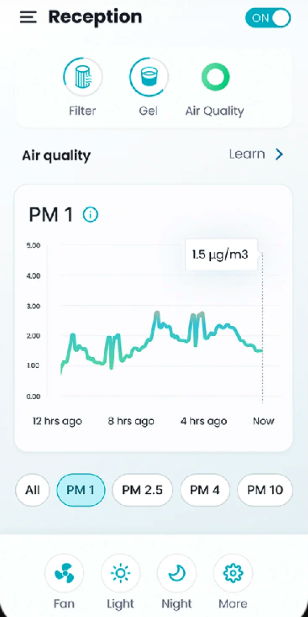 Reception
ON
Filter
Gel
Air Quality
Air quality
Learn
PM 1
5.00
1.5 µg/m3
4.00
3.00
2.00
1.00
0.00
12 hrs ago
8 hrs ago
4 hrs ago
Now
All
PM 1
PM 2.5
PM 4
PM 10
Fan
Light
Night
More